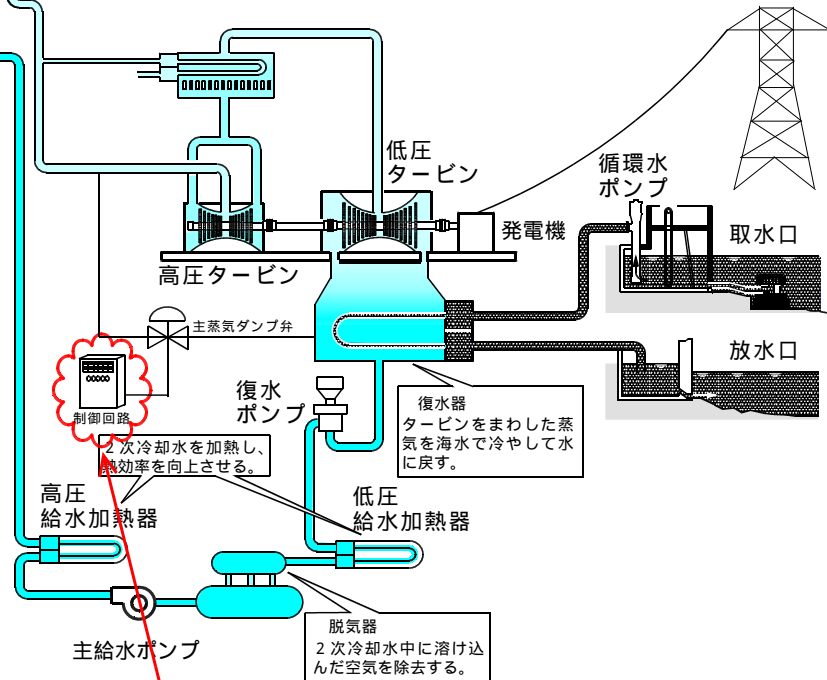 低圧
タービン
循環水
ポンプ
発電機
取水口
高圧タービン
主蒸気ダンプ弁
放水口
制御回路
復水
ポンプ
復水器
タービンをまわした蒸
気を海水で冷やして水
に戻す。
2次冷却水を加熱し、
熱効率を向上させる。
高圧
給水加熱器
低圧
給水加熱器
主給水ポンプ
脱気器
2次冷却水中に溶け込
んだ空気を除去する。